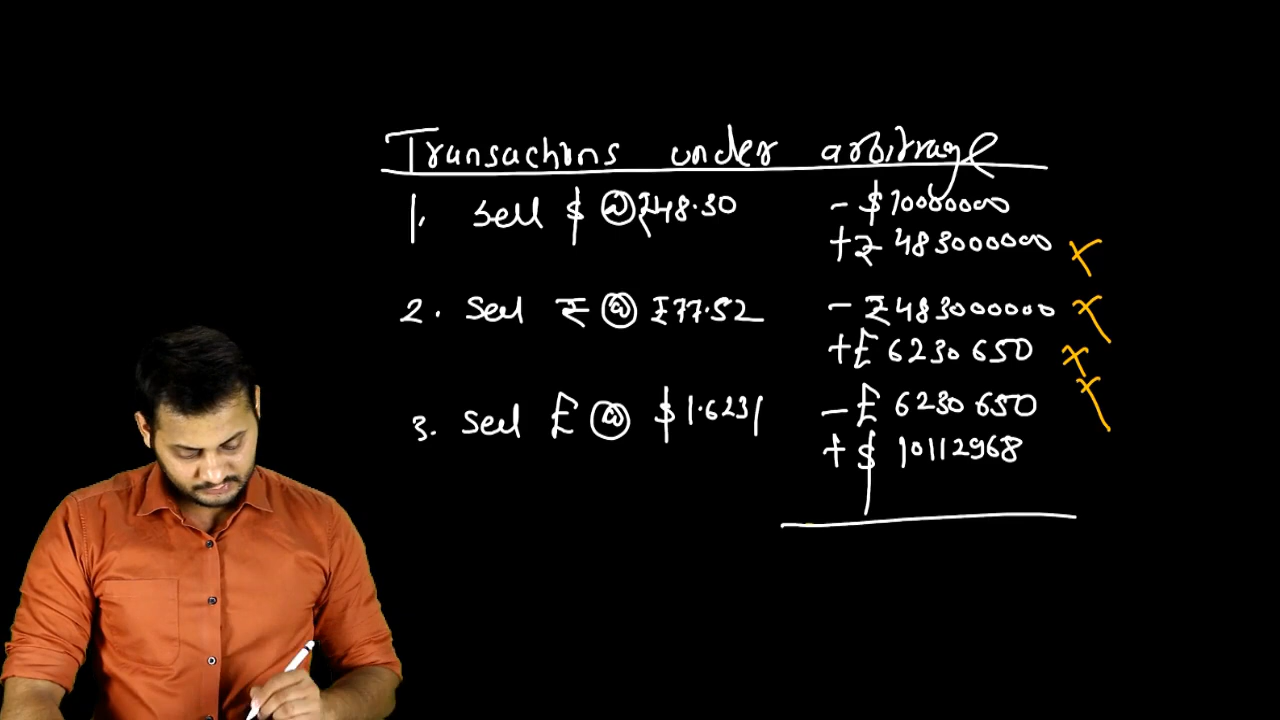 Transactions under arbitrage
1. Sell $ @ ₹48.30 - $ 10000000
+ ₹ 483000000 x
2. Sell ₹ @ ₹77.52 - ₹ 483000000 x
+ £ 6230650 x
3. Sell £ @ $1.6231 - £ 6230650 x
+ $ 10112968